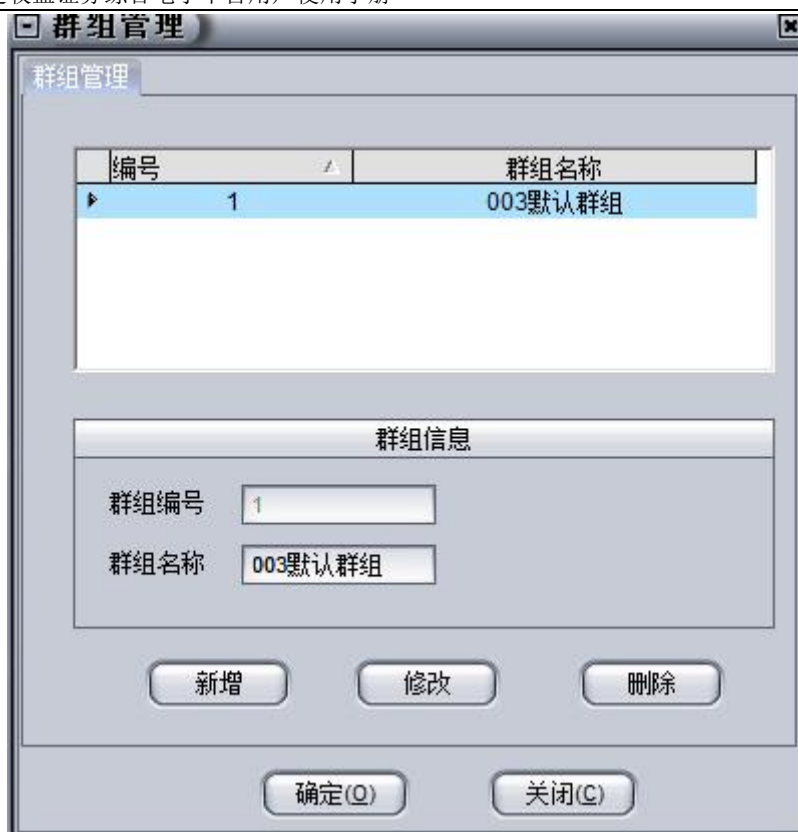 群组管理
群组管理
编号 群组名称
1 003默认群组
群组信息
群组编号 1
群组名称 003默认群组
新增 修改 删除
确定(O) 关闭(C)